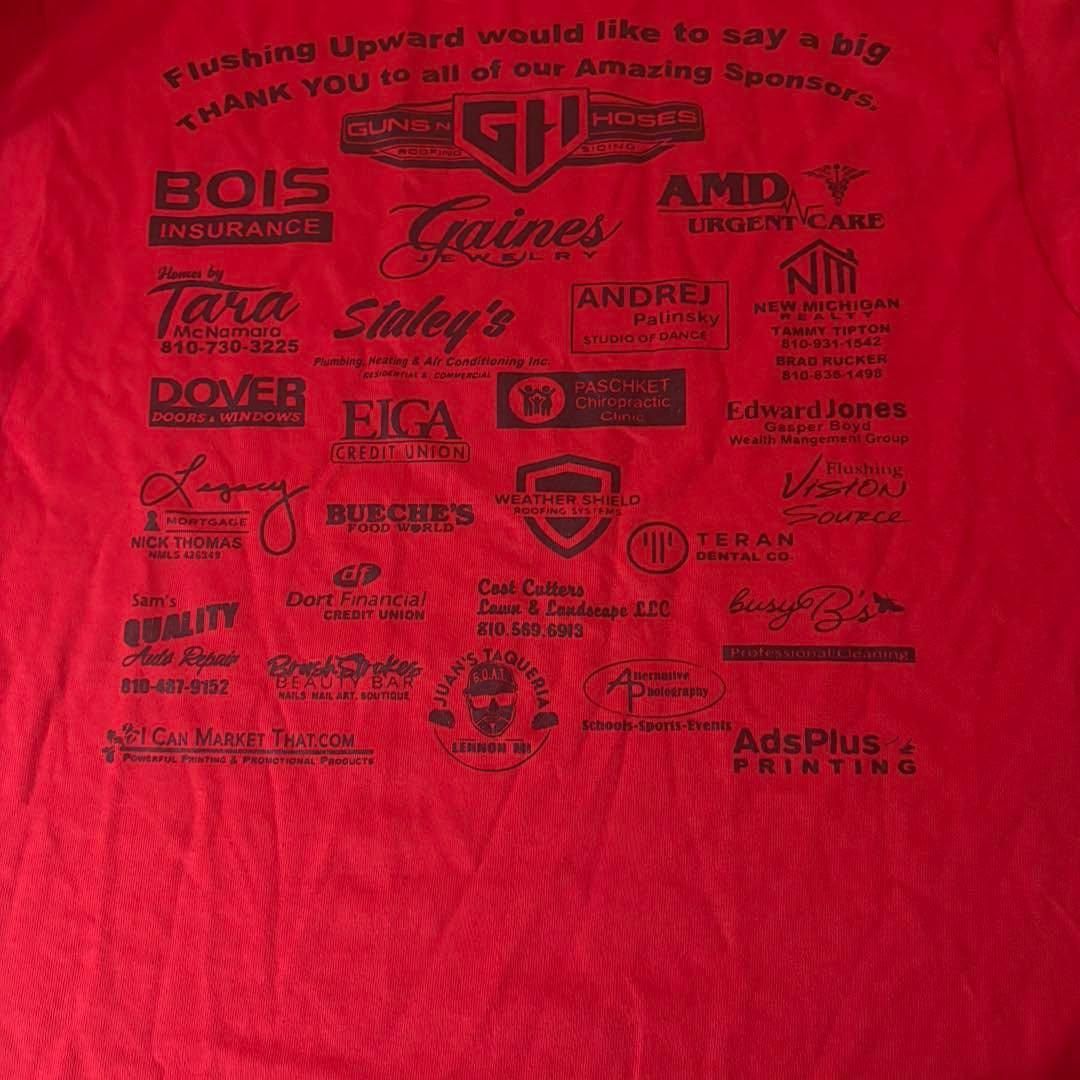 Flushing Upward would like to say a big
THANK YOU to all of our Amazing Sponsors.
GUNS N GH HOSES
ROOFING SIDING
BOIS
INSURANCE
Gaines
JEWELRY
AMD
URGENT CARE
Homes by
Tara
McNamara
810-730-3225
Staley's
Plumbing, Heating & Air Conditioning Inc.
RESIDENTIAL & COMMERCIAL
ANDREJ
Palinsky
STUDIO OF DANCE
NM
NEW MICHIGAN
REALTY
TAMMY TIPTON
810-931-1542
BRAD RUCKER
810-836-1498
DOVER
DOORS & WINDOWS
ELGA
CREDIT UNION
PASCHKET
Chiropractic
Clinic
Edward Jones
Gasper Boyd
Wealth Mangement Group
Legacy
MORTGAGE
NICK THOMAS
NMLS 426349
BUECHE'S
FOOD WORLD
WEATHER SHIELD
ROOFING SYSTEMS
Flushing
VISION
SOURCE
TERAN
DENTAL CO.
Sam's
QUALITY
Auto Repair
810-487-9152
df
Dort Financial
CREDIT UNION
Cost Cutters
Lawn & Landscape LLC
810.569.6913
busy B's
Professional Cleaning
BrushStrokes
BEAUTY BAR
NAILS NAIL ART, BOUTIQUE
JUAN'S TAQUERIA
G.O.A.T.
LENNON MI
Alternative
Photography
Schools-Sports-Events
I CAN MARKET THAT.COM
POWERFUL PRINTING & PROMOTIONAL PRODUCTS
AdsPlus
PRINTING